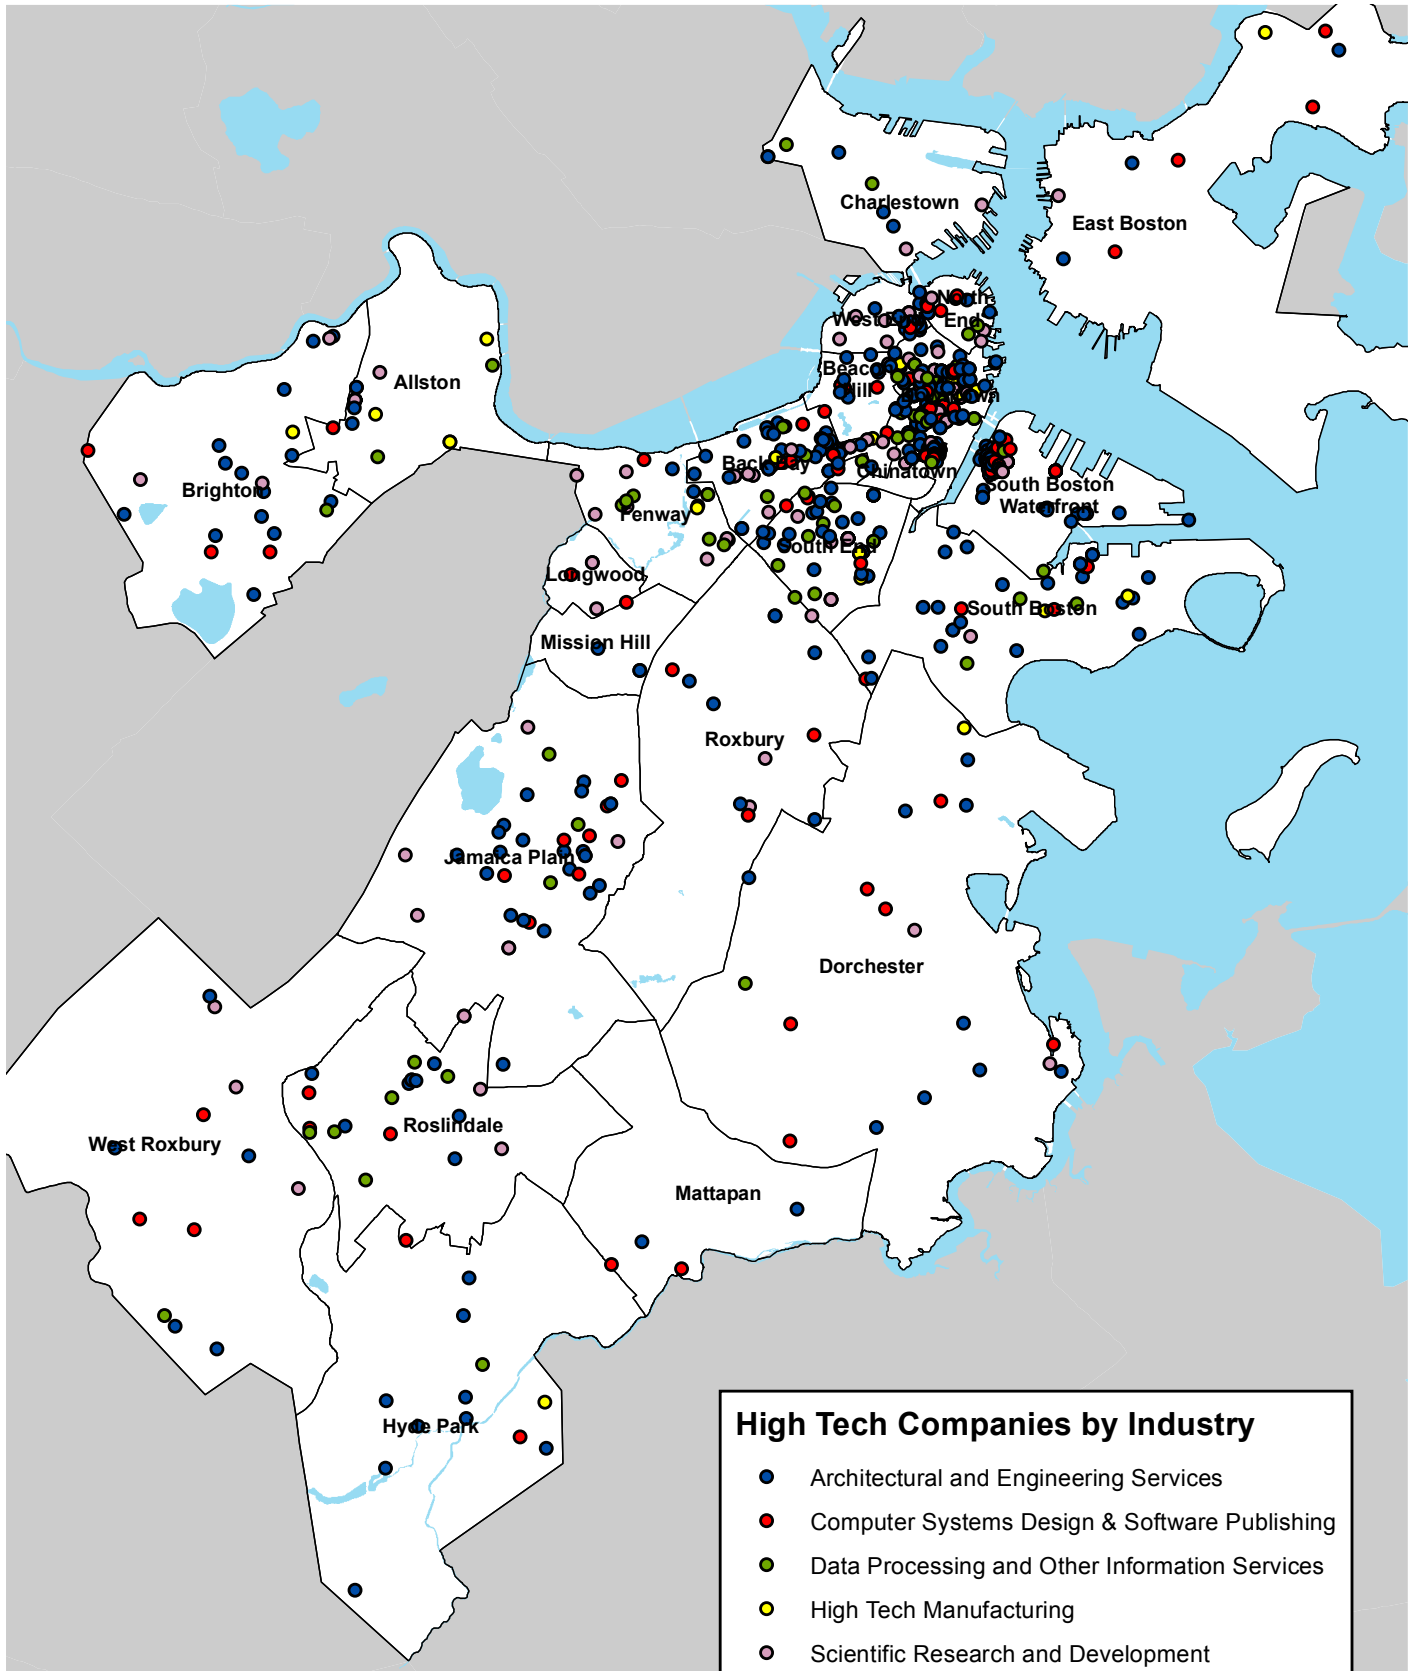 Charlestown
East Boston
North
End
West End
Beacon
Hill
Downtown
Allston
Back Bay
Chinatown
South Boston
Waterfront
Brighton
Fenway
South End
Longwood
South Boston
Mission Hill
Roxbury
Jamaica Plain
Dorchester
Roslindale
West Roxbury
Mattapan
Hyde Park
High Tech Companies by Industry
Architectural and Engineering Services
Computer Systems Design & Software Publishing
Data Processing and Other Information Services
High Tech Manufacturing
Scientific Research and Development